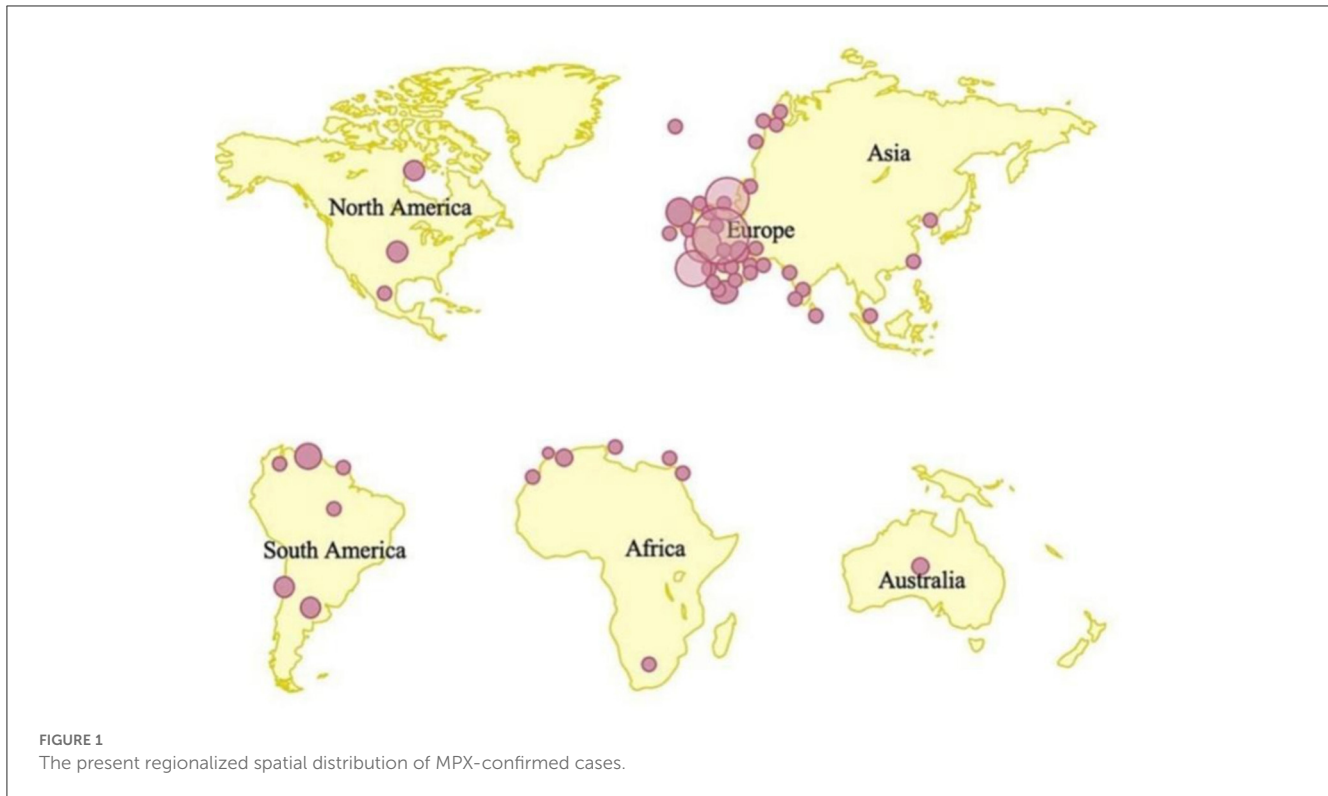 North America
Asia
Europe
South America
Africa
Australia
FIGURE 1
The present regionalized spatial distribution of MPX-confirmed cases.